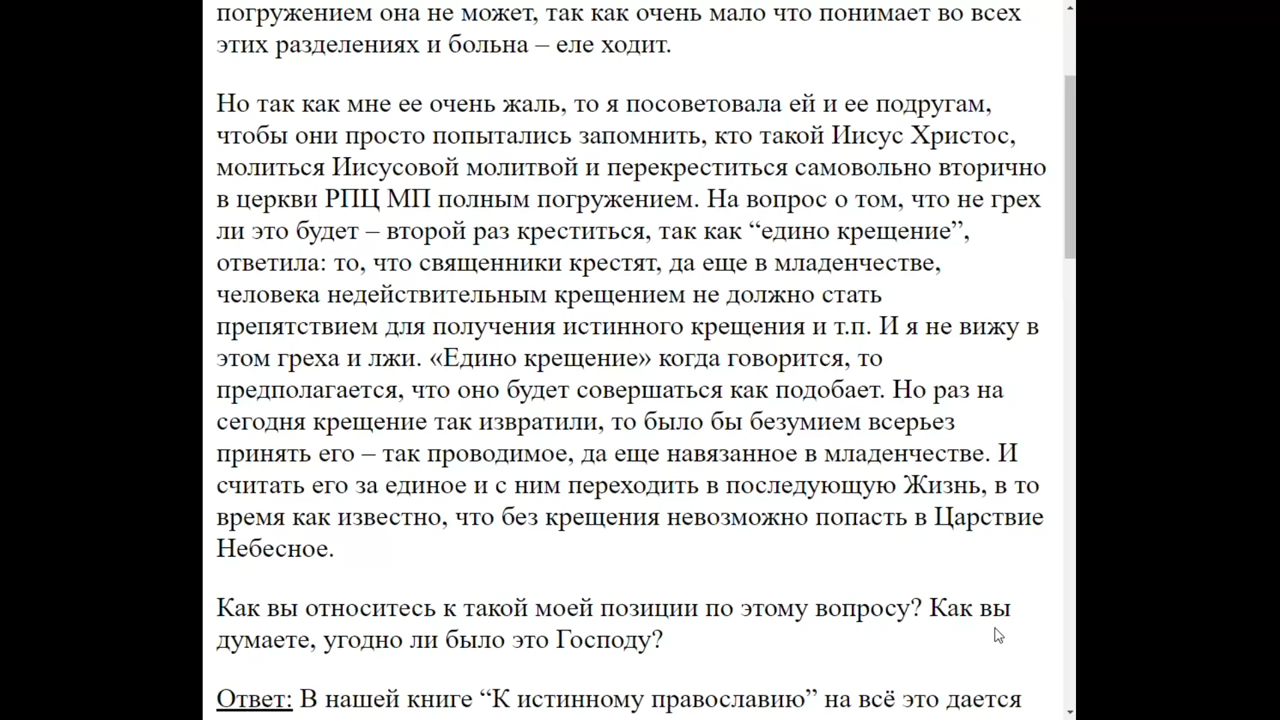 погружением она не может, так как очень мало что понимает во всех
этих разделениях и больна – еле ходит.
Но так как мне ее очень жаль, то я посоветовала ей и ее подругам,
чтобы они просто попытались запомнить, кто такой Иисус Христос,
молиться Иисусовой молитвой и перекреститься самовольно вторично
в церкви РПЦ МП полным погружением. На вопрос о том, что не грех
ли это будет – второй раз креститься, так как “едино крещение”,
ответила: то, что священники крестят, да еще в младенчестве,
человека недействительным крещением не должно стать
препятствием для получения истинного крещения и т.п. И я не вижу в
этом греха и лжи. «Едино крещение» когда говорится, то
предполагается, что оно будет совершаться как подобает. Но раз на
сегодня крещение так извратили, то было бы безумием всерьез
принять его – так проводимое, да еще навязанное в младенчестве. И
считать его за единое и с ним переходить в последующую Жизнь, в то
время как известно, что без крещения невозможно попасть в Царствие
Небесное.
Как вы относитесь к такой моей позиции по этому вопросу? Как вы
думаете, угодно ли было это Господу?
Ответ: В нашей книге “К истинному православию” на всё это дается